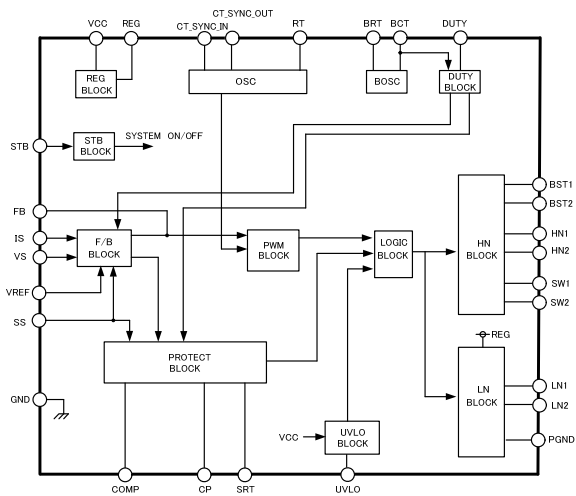 CT_SYNC_OUT
VCC
REG
CT_SYNC_IN
RT
BRT
BCT
DUTY
REG
BLOCK
OSC
BOSC
DUTY
BLOCK
STB
STB
BLOCK
SYSTEM ON/OFF
BST1
BST2
FB
IS
VS
F/B
BLOCK
PWM
BLOCK
LOGIC
BLOCK
HN
BLOCK
HN1
HN2
SW1
SW2
VREF
SS
REG
PROTECT
BLOCK
LN
BLOCK
LN1
LN2
GND
VCC
UVLO
BLOCK
PGND
COMP
CP
SRT
UVLO